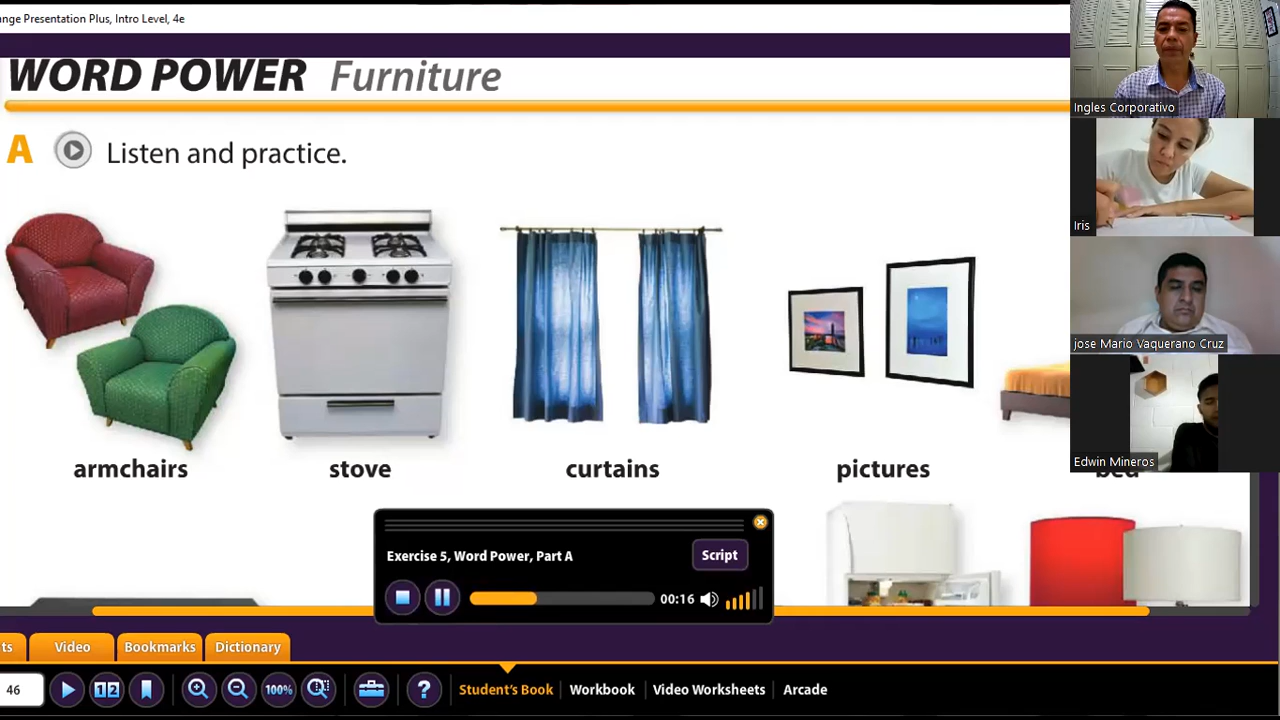 ange Presentation Plus, Intro Level, 4e
WORD POWER Furniture
A Listen and practice.
armchairs stove curtains pictures bed
Exercise 5, Word Power, Part A
Script
00:16
ts Video Bookmarks Dictionary
46 12 100% ? Student's Book Workbook Video Worksheets Arcade
Ingles Corporativo
Iris
jose Mario Vaquerano Cruz
Edwin Mineros